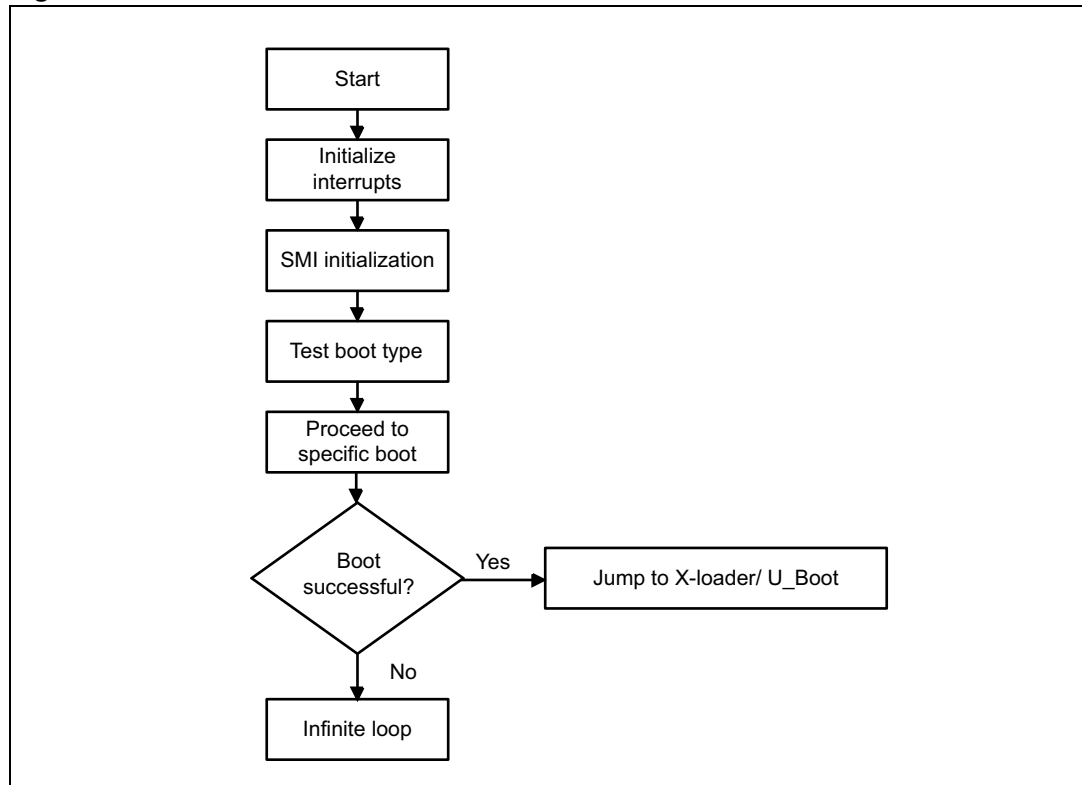 Start
Initialize
interrupts
SMI initialization
Test boot type
Proceed to
specific boot
Boot
successful?
Yes
Jump to X-loader/ U_Boot
No
Infinite loop